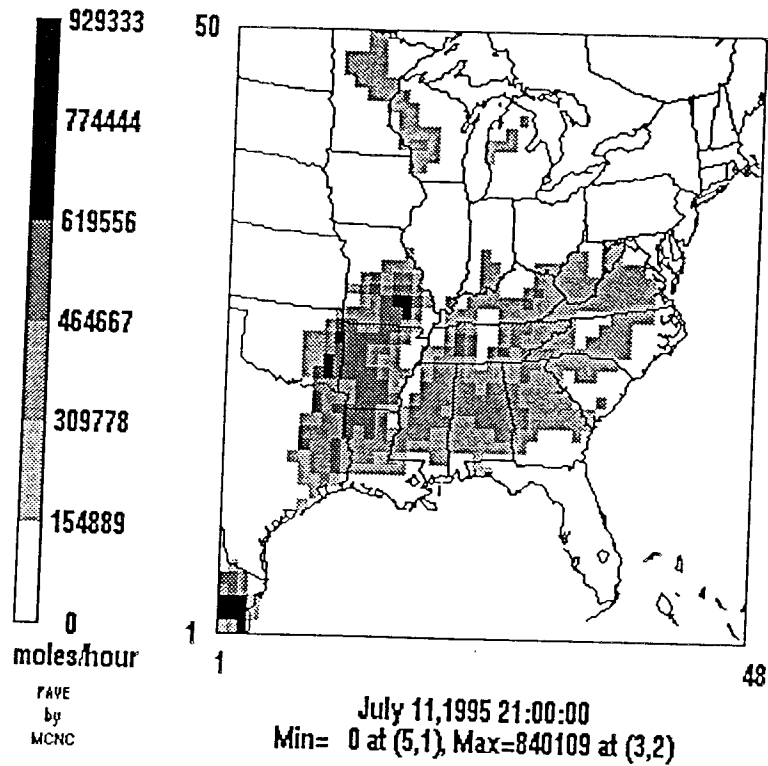 929333
774444
619556
464667
309778
154889
0
moles/hour
PAVE
by
MCNC
50
1
1
48
July 11,1995 21:00:00
Min= 0 at (5,1), Max=840109 at (3,2)